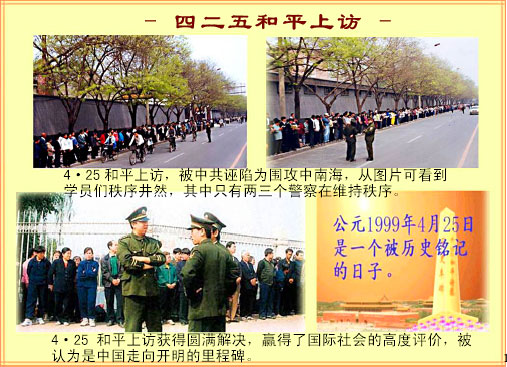 - 四二五和平上访 -
4·25 和平上访，被中共诬陷为围攻中南海，从图片可看到
学员们秩序井然，其中只有两三个警察在维持秩序。
公元1999年4月25日
是一个被历史铭记
的日子。
4·25 和平上访获得圆满解决，赢得了国际社会的高度评价，被
认为是中国走向开明的里程碑。
1